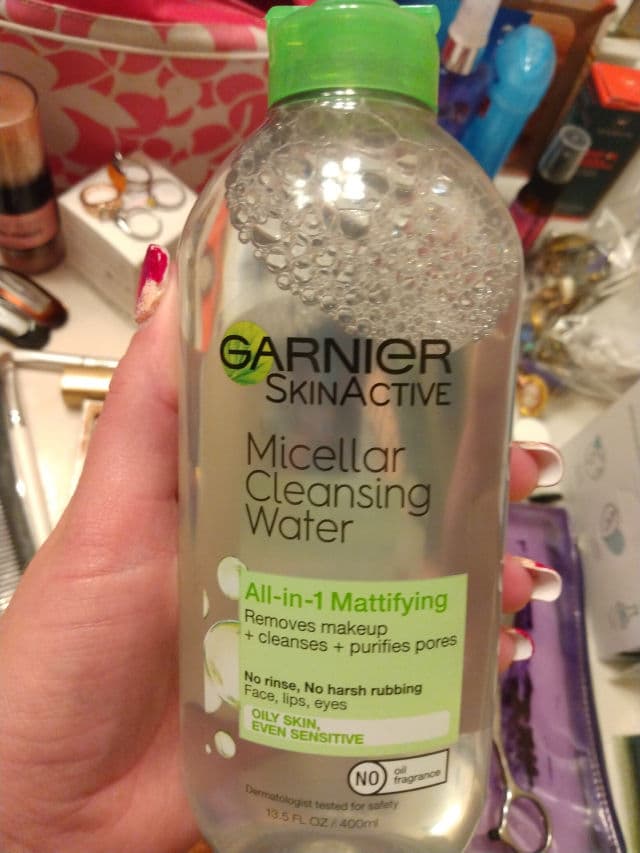 GARNIER
SKINACTIVE
Micellar
Cleansing
Water
All-in-1 Mattifying
Removes makeup
+ cleanses + purifies pores
No rinse, No harsh rubbing
Face, lips, eyes
OILY SKIN,
EVEN SENSITIVE
NO oil
fragrance
Dermatologist tested for safety
13.5 FL OZ / 400ml